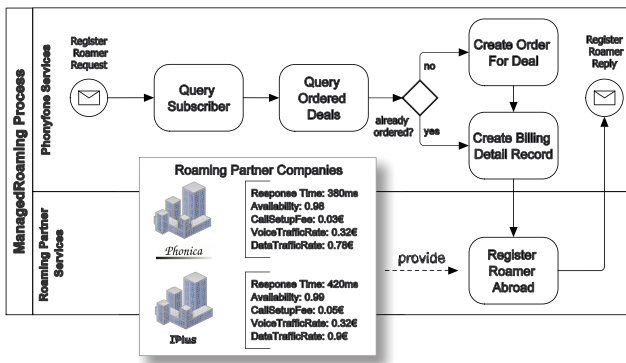 ManagedRoaming Process
Phonyfone Services
Roaming Partner
Services
Register
Roamer
Request
Query
Subscriber
Query
Ordered
Deals
already
ordered?
no
yes
Create Order
For Deal
Create Billing
Detail Record
Register
Roamer
Reply
Roaming Partner Companies
Phonica
Response Time: 380ms
Availability: 0.98
CallSetupFee: 0.03€
VoiceTrafficRate: 0.32€
DataTrafficRate: 0.78€
IPlus
Response Time: 420ms
Availability: 0.99
CallSetupFee: 0.05€
VoiceTrafficRate: 0.32€
DataTrafficRate: 0.9€
provide
Register
Roamer
Abroad